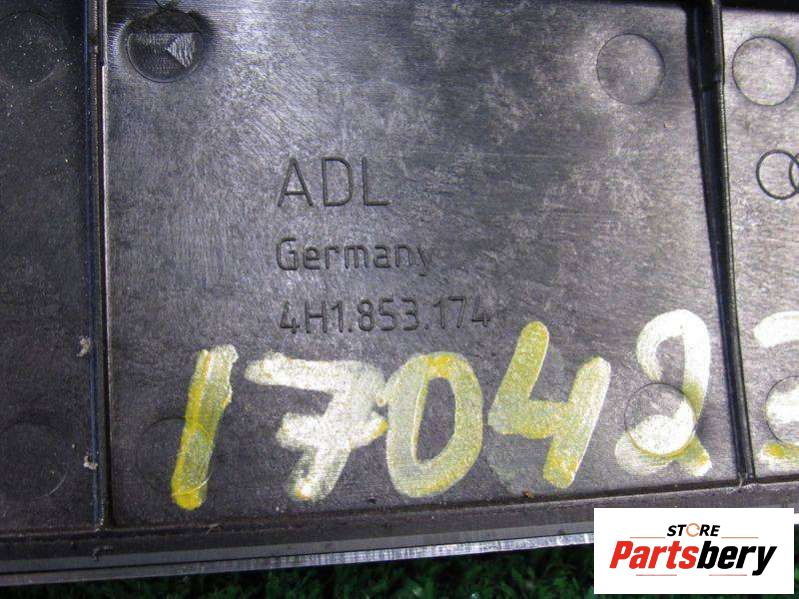 ADL
Germany
4H1.853.174
17042
STORE
Partsbery